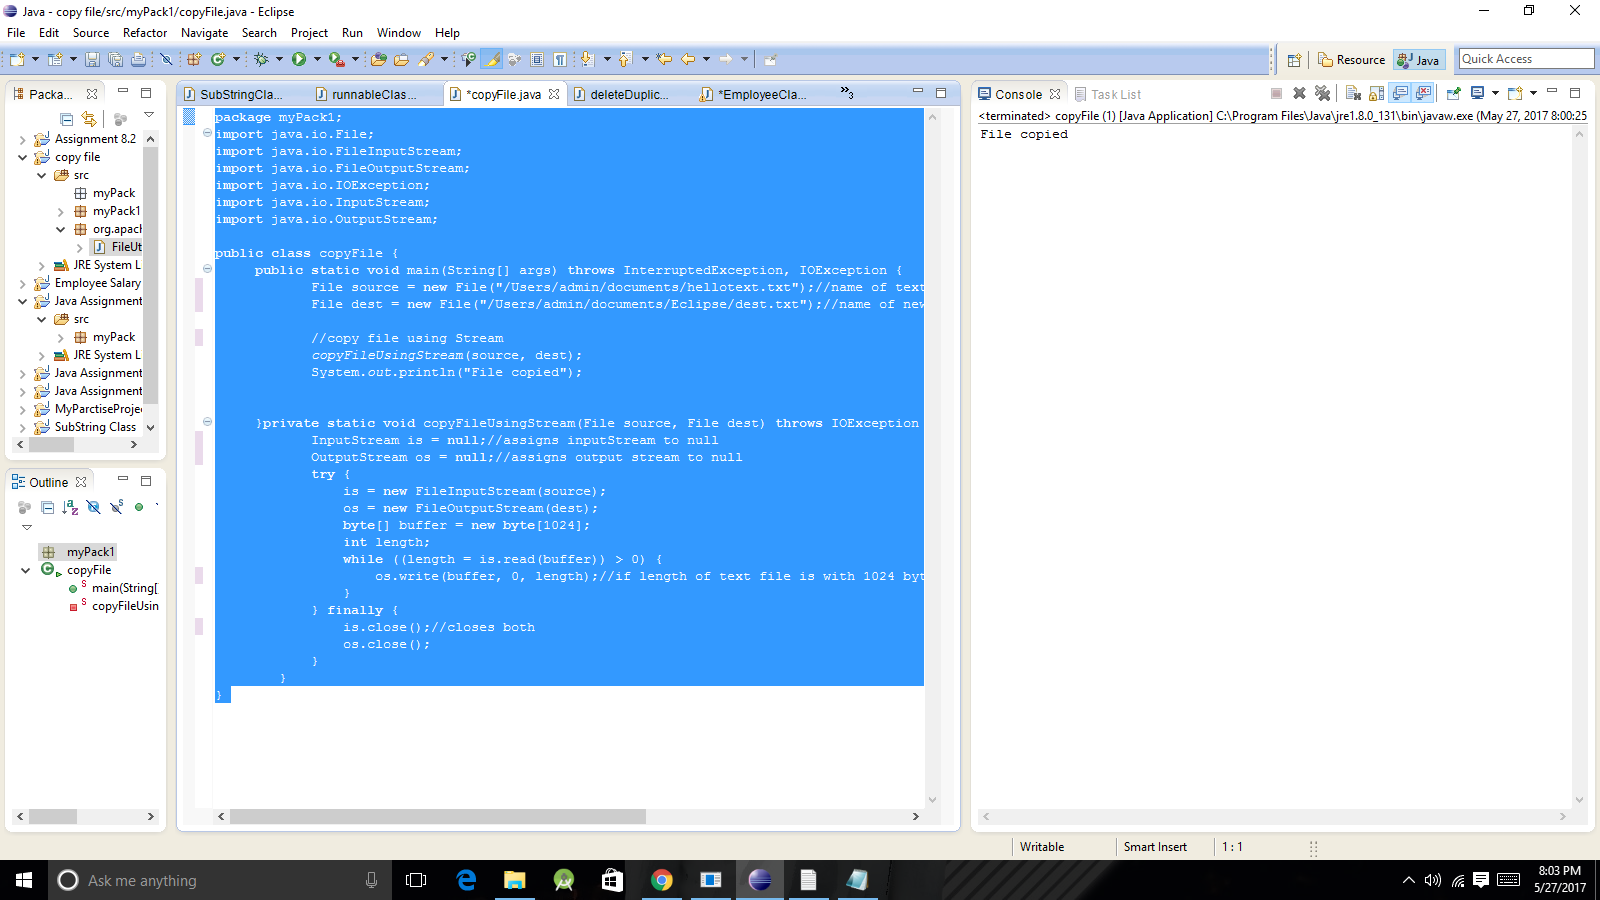 Java - copy file/src/myPack1/copyFile.java - Eclipse
File Edit Source Refactor Navigate Search Project Run Window Help
Resource Java Quick Access
Packa...
Assignment 8.2
copy file
src
myPack
myPack1
org.apach
FileUt
JRE System L
Employee Salary
Java Assignment
src
myPack
JRE System L
Java Assignment
Java Assignment
MyParctiseProje
SubString Class
Outline
myPack1
copyFile
main(String[
copyFileUsin
SubStringCla... runnableClas... *copyFile.java deleteDuplic... *EmployeeCla... »3
package myPack1;
import java.io.File;
import java.io.FileInputStream;
import java.io.FileOutputStream;
import java.io.IOException;
import java.io.InputStream;
import java.io.OutputStream;
public class copyFile {
public static void main(String[] args) throws InterruptedException, IOException {
File source = new File("/Users/admin/documents/hellotext.txt");//name of text
File dest = new File("/Users/admin/documents/Eclipse/dest.txt");//name of new
//copy file using Stream
copyFileUsingStream(source, dest);
System.out.println("File copied");
}private static void copyFileUsingStream(File source, File dest) throws IOException
InputStream is = null;//assigns inputStream to null
OutputStream os = null;//assigns output stream to null
try {
is = new FileInputStream(source);
os = new FileOutputStream(dest);
byte[] buffer = new byte[1024];
int length;
while ((length = is.read(buffer)) > 0) {
os.write(buffer, 0, length);//if length of text file is with 1024 byt
}
} finally {
is.close();//closes both
os.close();
}
}
}
Console Task List
<terminated> copyFile (1) [Java Application] C:\Program Files\Java\jre1.8.0_131\bin\javaw.exe (May 27, 2017 8:00:25
File copied
Writable Smart Insert 1 : 1
Ask me anything
8:03 PM
5/27/2017